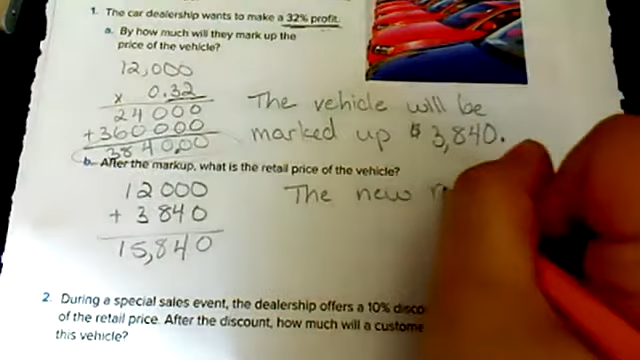 1. The car dealership wants to make a 32% profit.
a. By how much will they mark up the
price of the vehicle?
12,000
x 0.32
24000
+360000
3840.00
The vehicle will be
marked up $3,840.
b. After the markup, what is the retail price of the vehicle?
12000
+ 3840
15,840
The new
2. During a special sales event, the dealership offers a 10%
of the retail price. After the discount, how much will a
this vehicle?